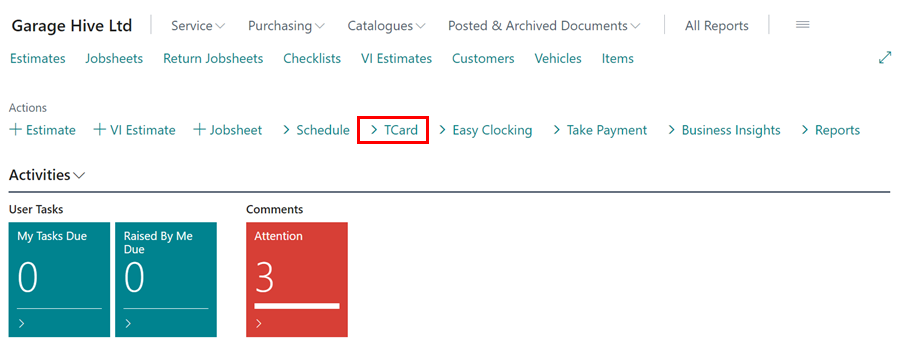 Garage Hive Ltd Service Purchasing Catalogues Posted & Archived Documents All Reports
Estimates Jobsheets Return Jobsheets Checklists VI Estimates Customers Vehicles Items
Actions
+ Estimate + VI Estimate + Jobsheet > Schedule > TCard > Easy Clocking > Take Payment > Business Insights > Reports
Activities
User Tasks Comments
My Tasks Due Raised By Me Attention
Due
0 0 3